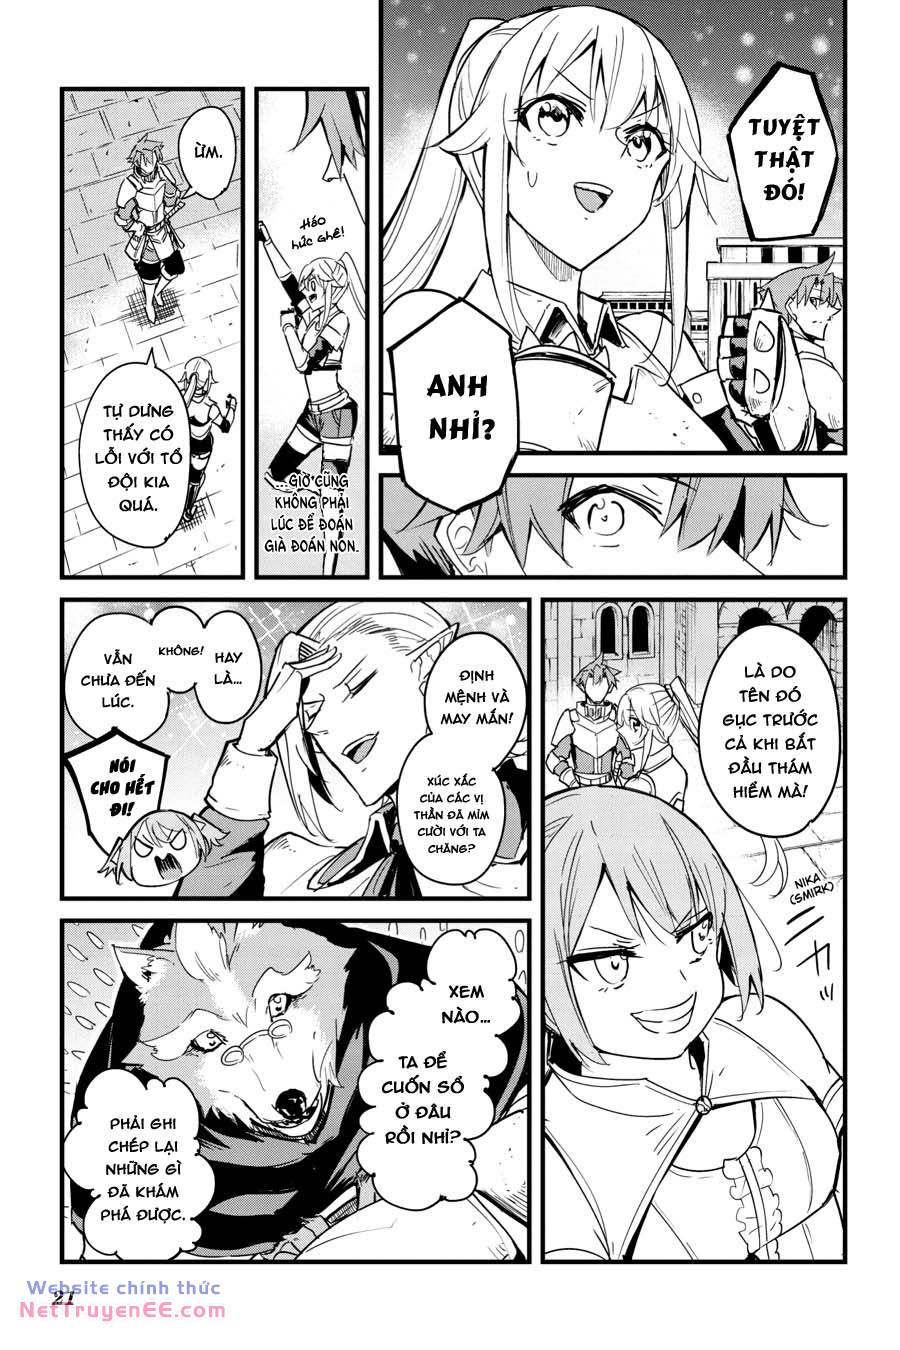 TUYỆT
THẬT
ĐÓ!
ANH
NHỈ?
Háo
hức ghê!
...GIỜ CŨNG
KHÔNG PHẢI
LÚC ĐỂ ĐOÁN
GIÀ ĐOÁN NON.
ỪM.
TỰ DƯNG
THẤY CÓ
LỖI VỚI TỔ
ĐỘI KIA
QUÁ.
LÀ DO
TÊN ĐÓ
GỤC TRƯỚC
CẢ KHI BẮT
ĐẦU THÁM
HIỂM MÀ!
NIKA
(SMIRK)
ニカッ
ĐỊNH
MỆNH VÀ
MAY MẮN!
XÚC XẮC
CỦA CÁC VỊ
THẦN ĐÃ MỈM
CƯỜI VỚI TA
CHĂNG?
HAY
LÀ...
KHÔNG!
VẪN
CHƯA ĐẾN
LÚC.
NÓI
CHO HẾT
ĐI!
XEM
NÀO...
TA ĐỂ
CUỐN SỔ
Ở ĐÂU
RỒI NHỈ?
PHẢI GHI
CHÉP LẠI
NHỮNG GÌ
ĐÃ KHÁM
PHÁ ĐƯỢC.
21
Website chính thức
NetTruyenEE.com